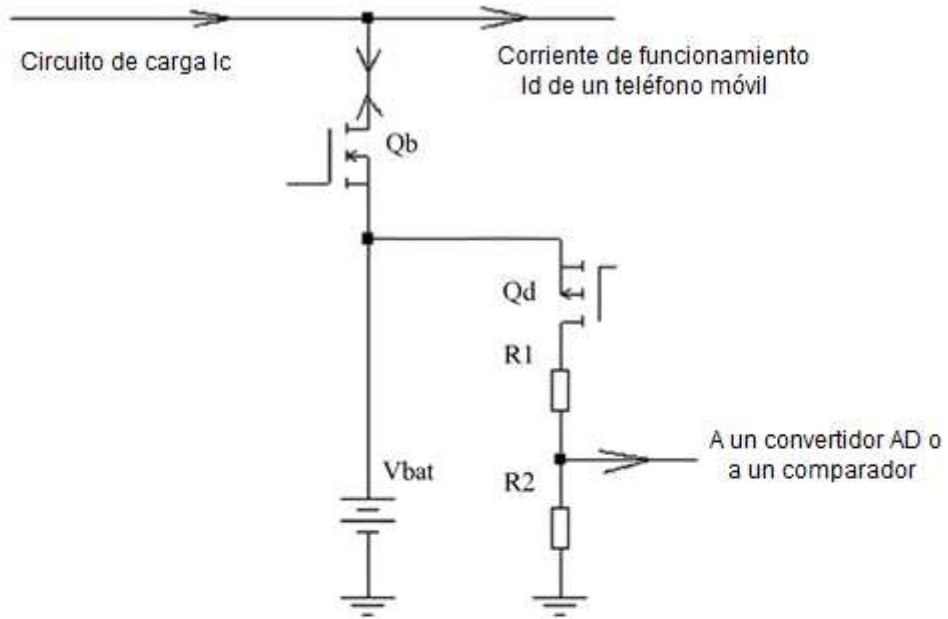 Circuito de carga Ic
Corriente de funcionamiento
Id de un teléfono móvil
Qb
Qd
R1
A un convertidor AD o
a un comparador
Vbat
R2